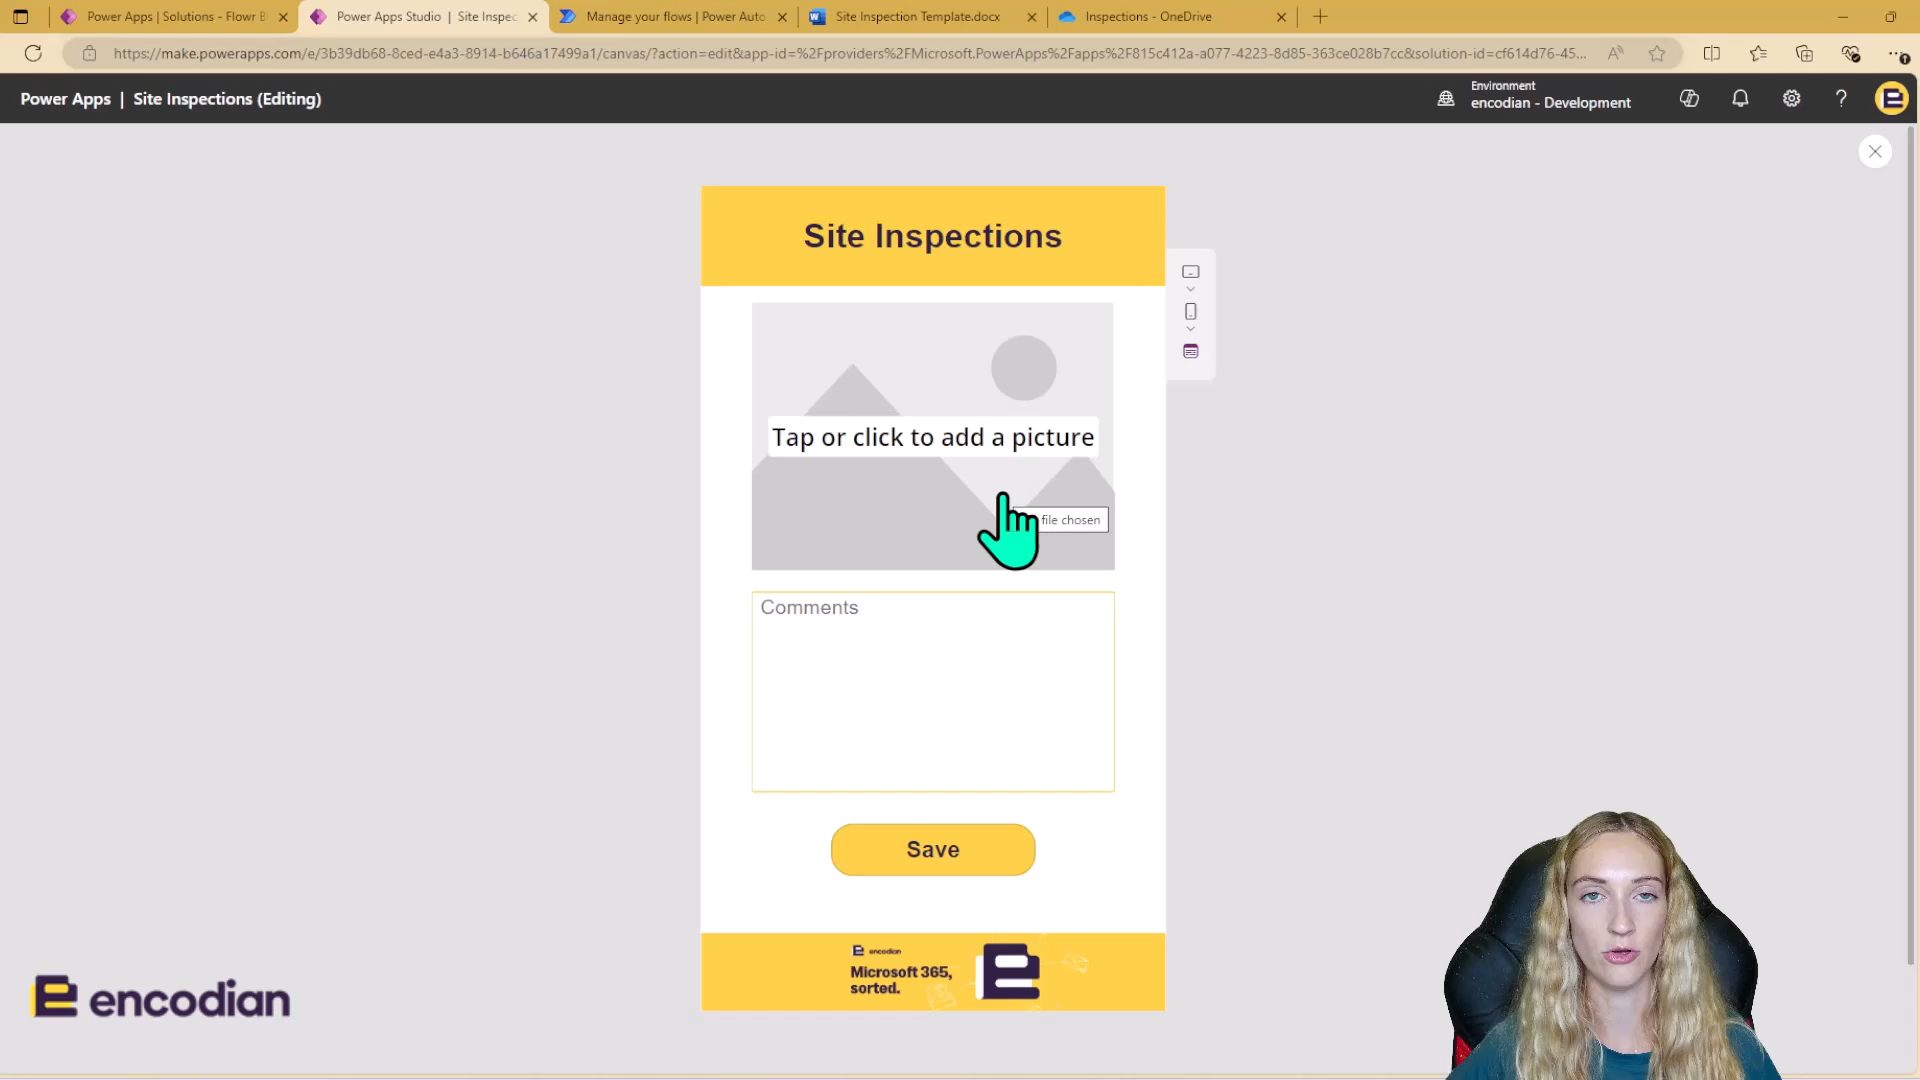 Power Apps | Solutions - Flowr B
Power Apps Studio | Site Inspec
Manage your flows | Power Auto
Site Inspection Template.docx
Inspections - OneDrive
https://make.powerapps.com/e/3b39db68-8ced-e4a3-8914-b646a17499a1/canvas/?action=edit&app-id=%2Fproviders%2FMicrosoft.PowerApps%2Fapps%2F815c412a-a077-4223-8d85-363ce028b7cc&solution-id=cf614d76-45...
Power Apps | Site Inspections (Editing)
Environment
encodian - Development
Site Inspections
Tap or click to add a picture
file chosen
Comments
Save
encodian
Microsoft 365,
sorted.
encodian